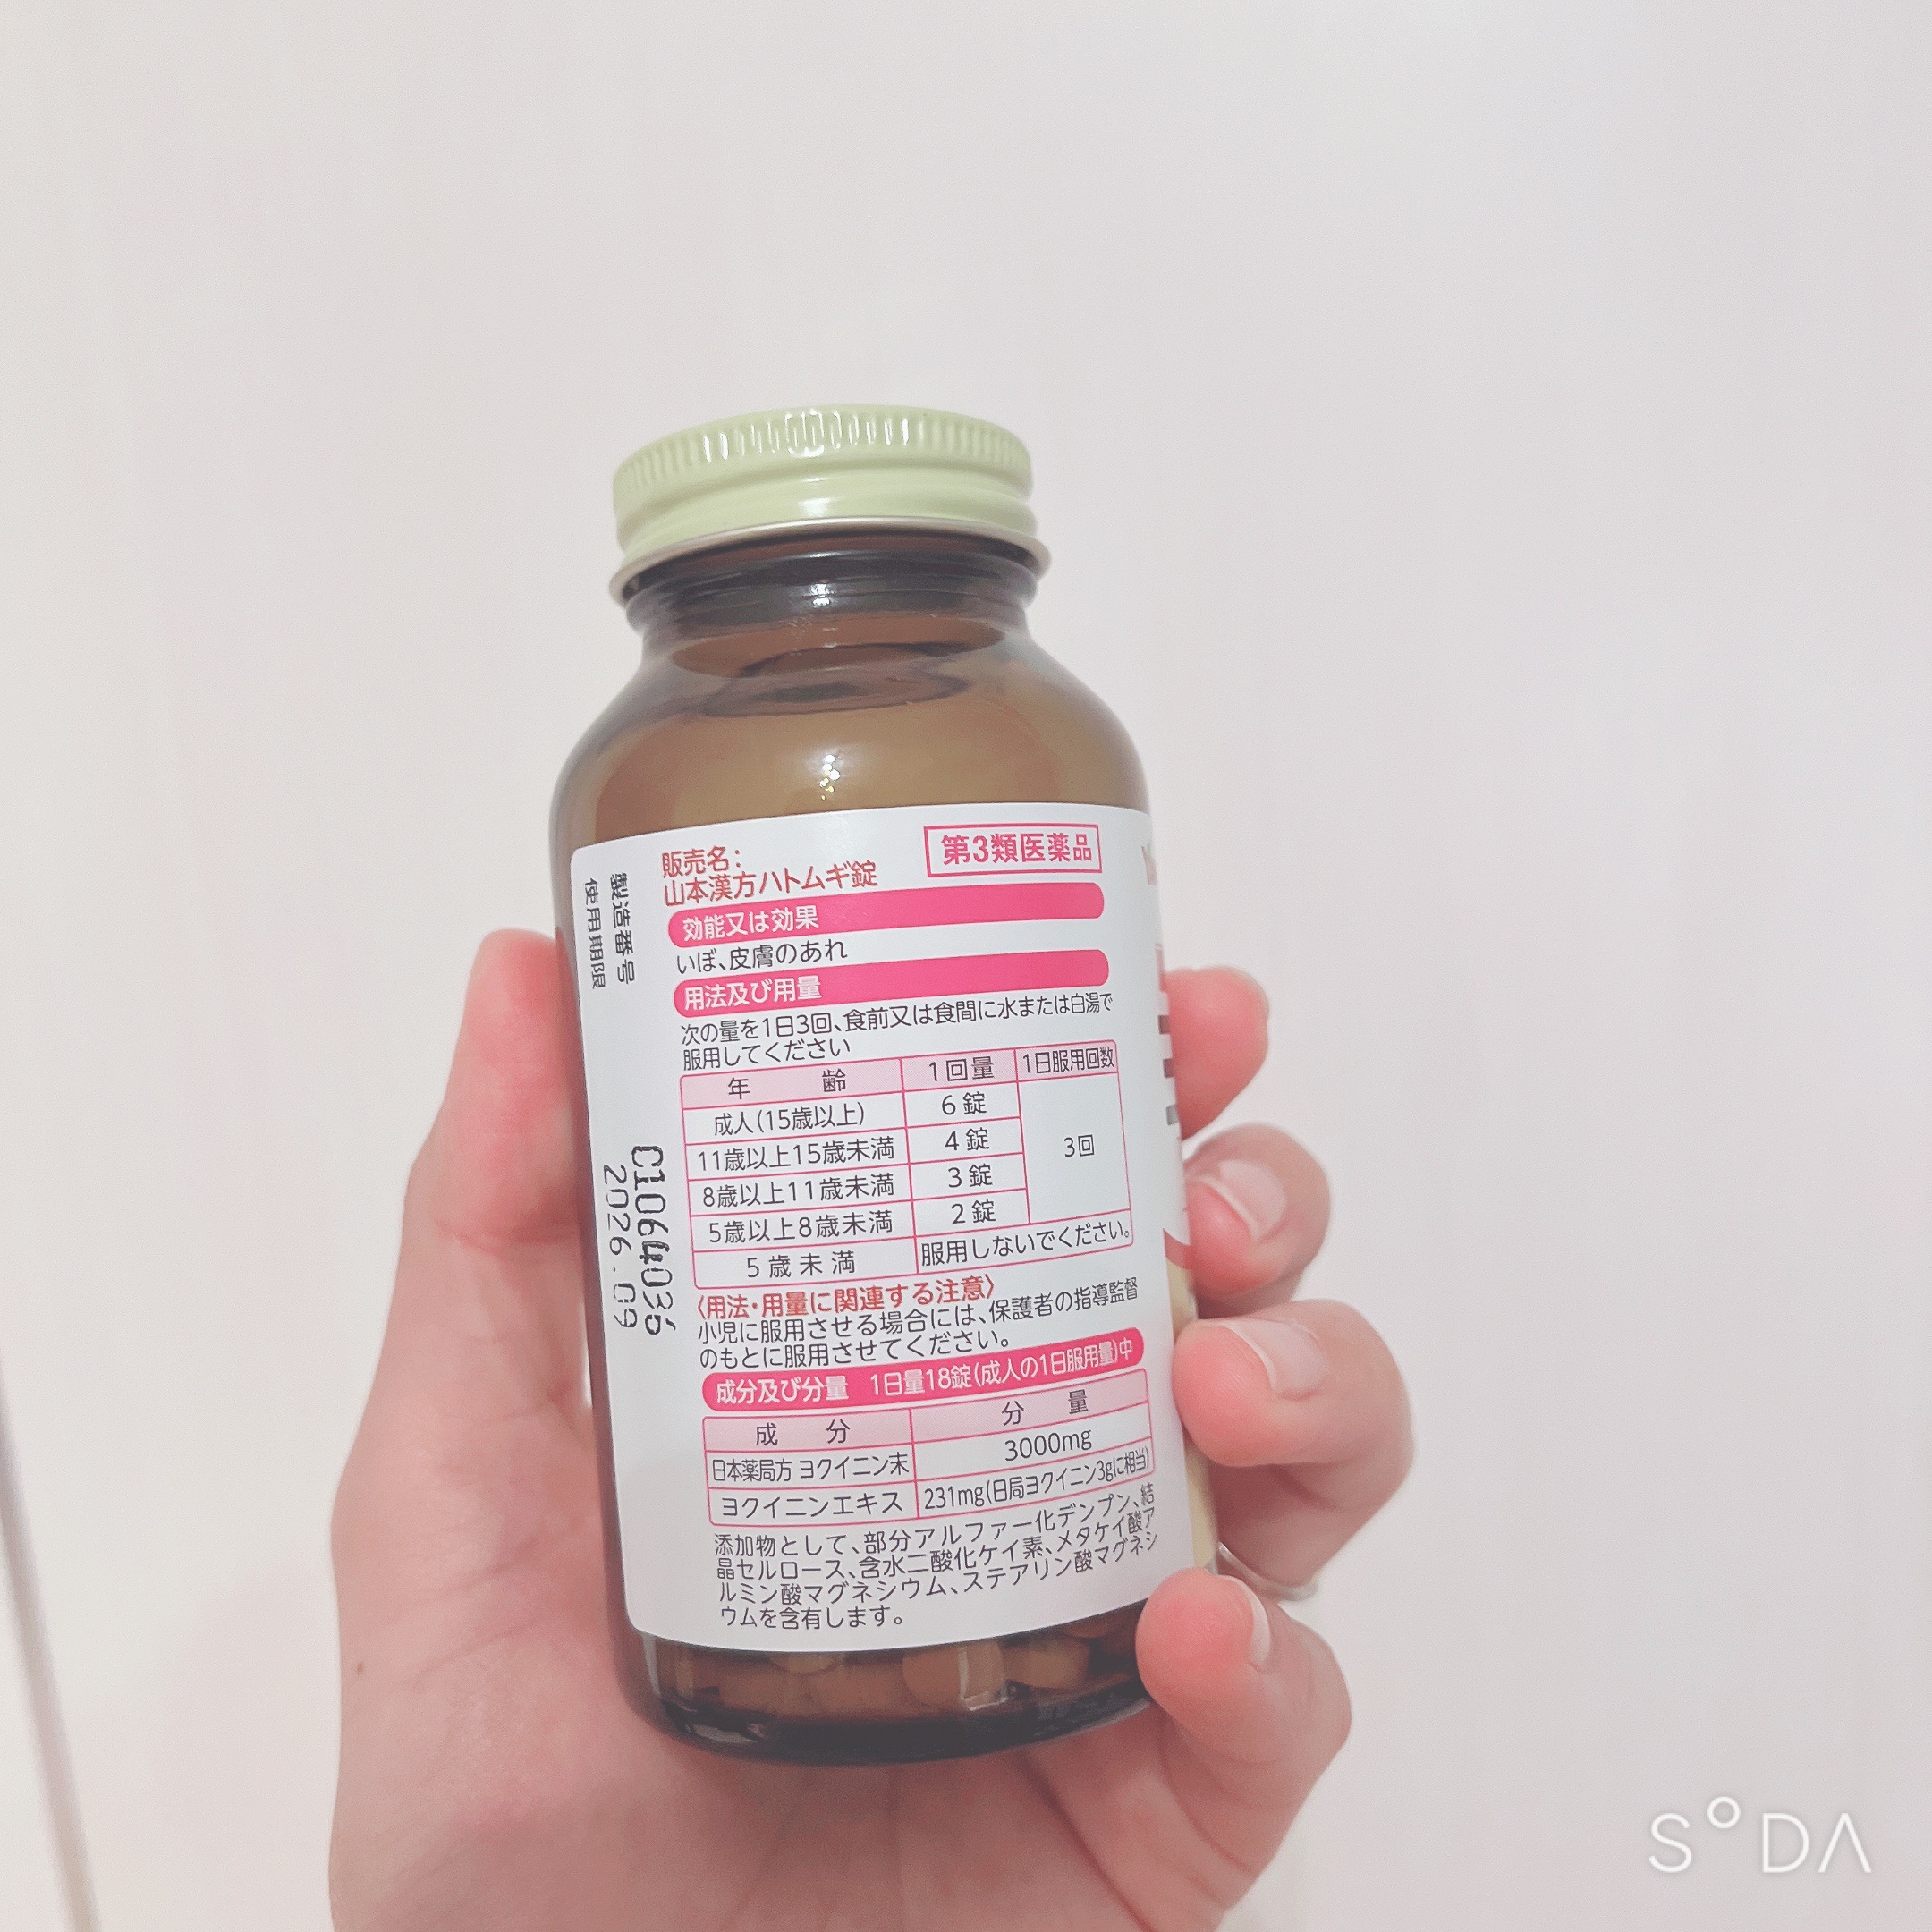 販売名：
山本漢方ハトムギ錠
第3類医薬品
効能又は効果
いぼ、皮膚のあれ
用法及び用量
次の量を1日3回、食前又は食間に水または白湯で
服用してください
年 齢 1回量 1日服用回数
成人(15歳以上) 6錠 3回
11歳以上15歳未満 4錠
8歳以上11歳未満 3錠
5歳以上8歳未満 2錠
5歳未満 服用しないでください。
〈用法・用量に関連する注意〉
小児に服用させる場合には、保護者の指導監督
のもとに服用させてください。
成分及び分量 1日量18錠(成人の1日服用量)中
成 分 分 量
日本薬局方 ヨクイニン末 3000mg
ヨクイニンエキス 231mg(日局ヨクイニン3gに相当)
添加物として、部分アルファー化デンプン、結
晶セルロース、含水二酸化ケイ素、メタケイ酸ア
ルミン酸マグネシウム、ステアリン酸マグネシ
ウムを含有します。
製造番号 C1064036
使用期限 2026.09
SODA